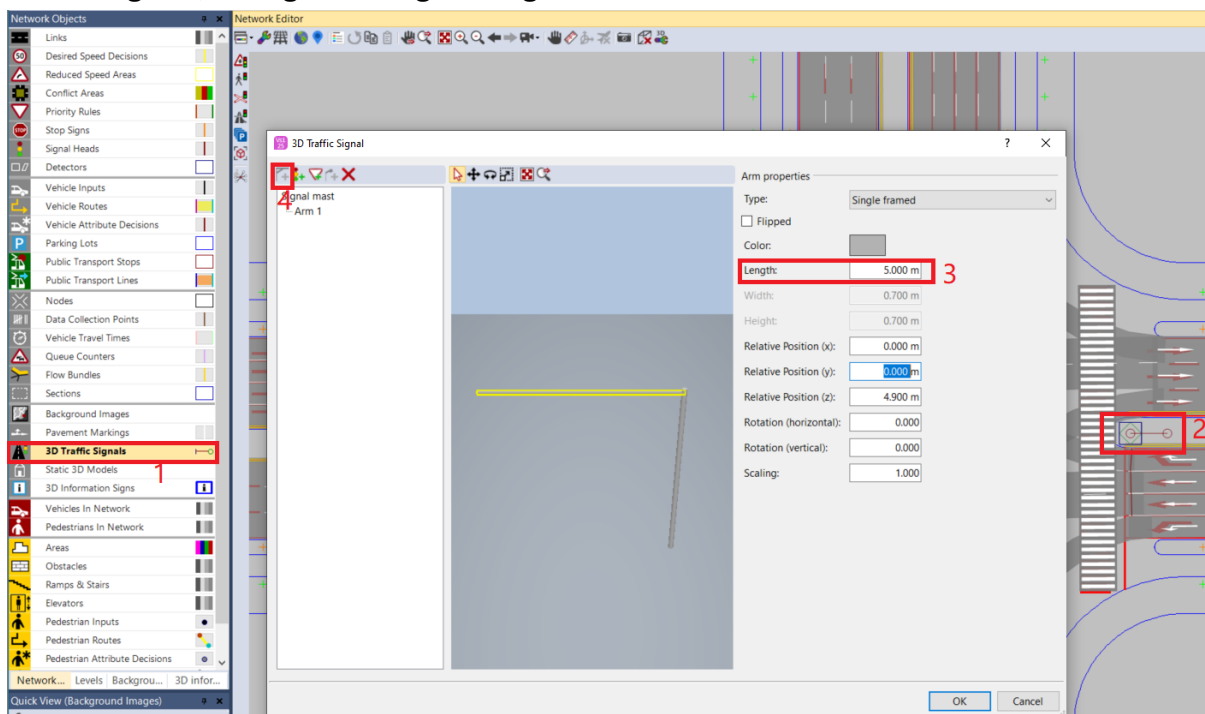 Network Objects
Network Editor
Links
Desired Speed Decisions
Reduced Speed Areas
Conflict Areas
Priority Rules
Stop Signs
Signal Heads
Detectors
Vehicle Inputs
Vehicle Routes
Vehicle Attribute Decisions
Parking Lots
Public Transport Stops
Public Transport Lines
Nodes
Data Collection Points
Vehicle Travel Times
Queue Counters
Flow Bundles
Sections
Background Images
Pavement Markings
3D Traffic Signals
1
Static 3D Models
3D Information Signs
Vehicles In Network
Pedestrians In Network
Areas
Obstacles
Ramps & Stairs
Elevators
Pedestrian Inputs
Pedestrian Routes
Pedestrian Attribute Decisions
Network... Levels Backgrou... 3D infor...
Quick View (Background Images)
3D Traffic Signal
? X
4
Signal mast
Arm 1
Arm properties
Type: Single framed
Flipped
Color:
Length: 5.000 m
3
Width: 0.700 m
Height: 0.700 m
Relative Position (x): 0.000 m
Relative Position (y): 0.000 m
Relative Position (z): 4.900 m
Rotation (horizontal): 0.000
Rotation (vertical): 0.000
Scaling: 1.000
OK Cancel
2